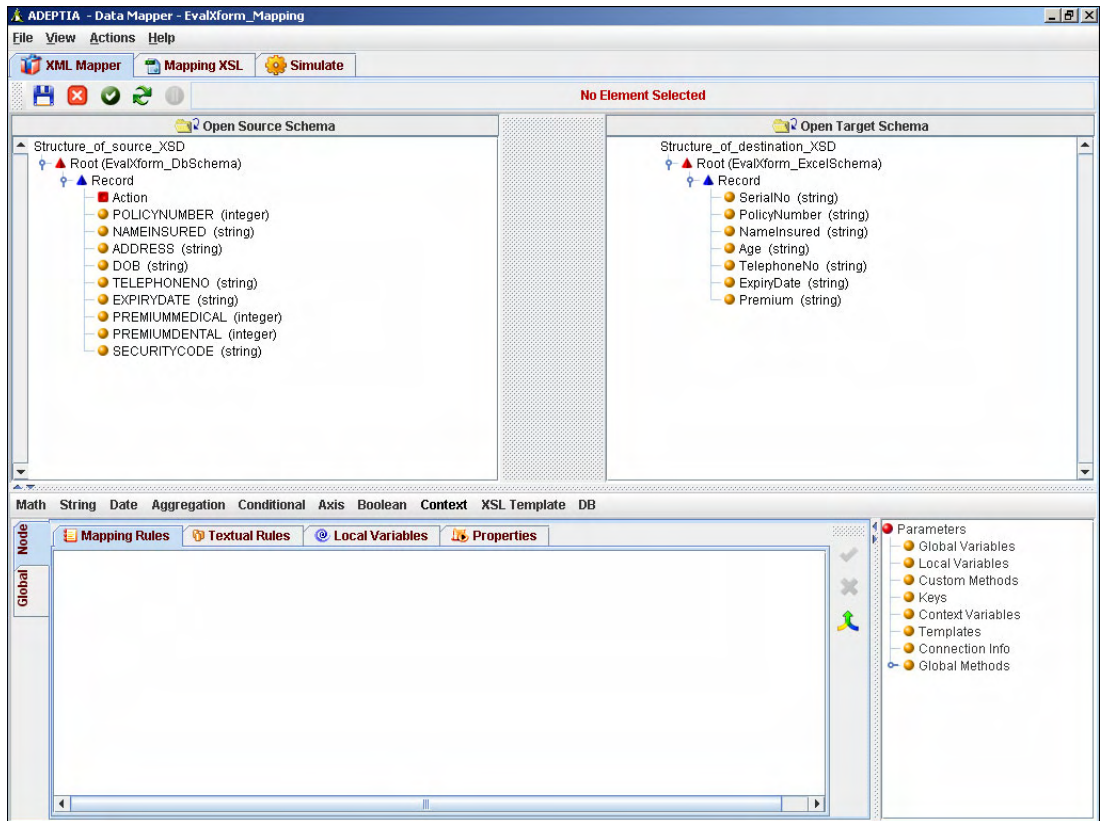 ADEPTIA - Data Mapper - EvalXform_Mapping
File View Actions Help
XML Mapper Mapping XSL Simulate
No Element Selected
Open Source Schema
Structure_of_source_XSD
Root (EvalXform_DbSchema)
Record
Action
POLICYNUMBER (integer)
NAMEINSURED (string)
ADDRESS (string)
DOB (string)
TELEPHONENO (string)
EXPIRYDATE (string)
PREMIUMMEDICAL (integer)
PREMIUMDENTAL (integer)
SECURITYCODE (string)
Open Target Schema
Structure_of_destination_XSD
Root (EvalXform_ExcelSchema)
Record
SerialNo (string)
PolicyNumber (string)
NameInsured (string)
Age (string)
TelephoneNo (string)
ExpiryDate (string)
Premium (string)
Math String Date Aggregation Conditional Axis Boolean Context XSL Template DB
Node
Global
Mapping Rules Textual Rules Local Variables Properties
Parameters
Global Variables
Local Variables
Custom Methods
Keys
Context Variables
Templates
Connection Info
Global Methods